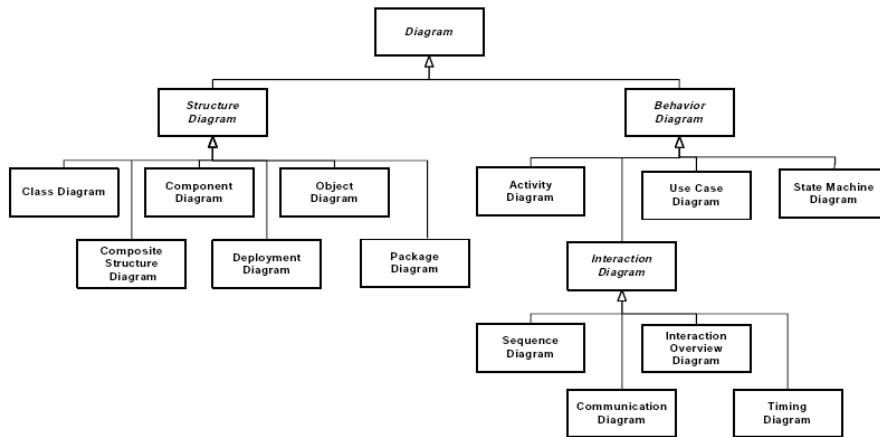 Diagram
Structure
Diagram
Behavior
Diagram
Class Diagram
Component
Diagram
Object
Diagram
Activity
Diagram
Use Case
Diagram
State Machine
Diagram
Composite
Structure
Diagram
Deployment
Diagram
Package
Diagram
Interaction
Diagram
Sequence
Diagram
Interaction
Overview
Diagram
Communication
Diagram
Timing
Diagram